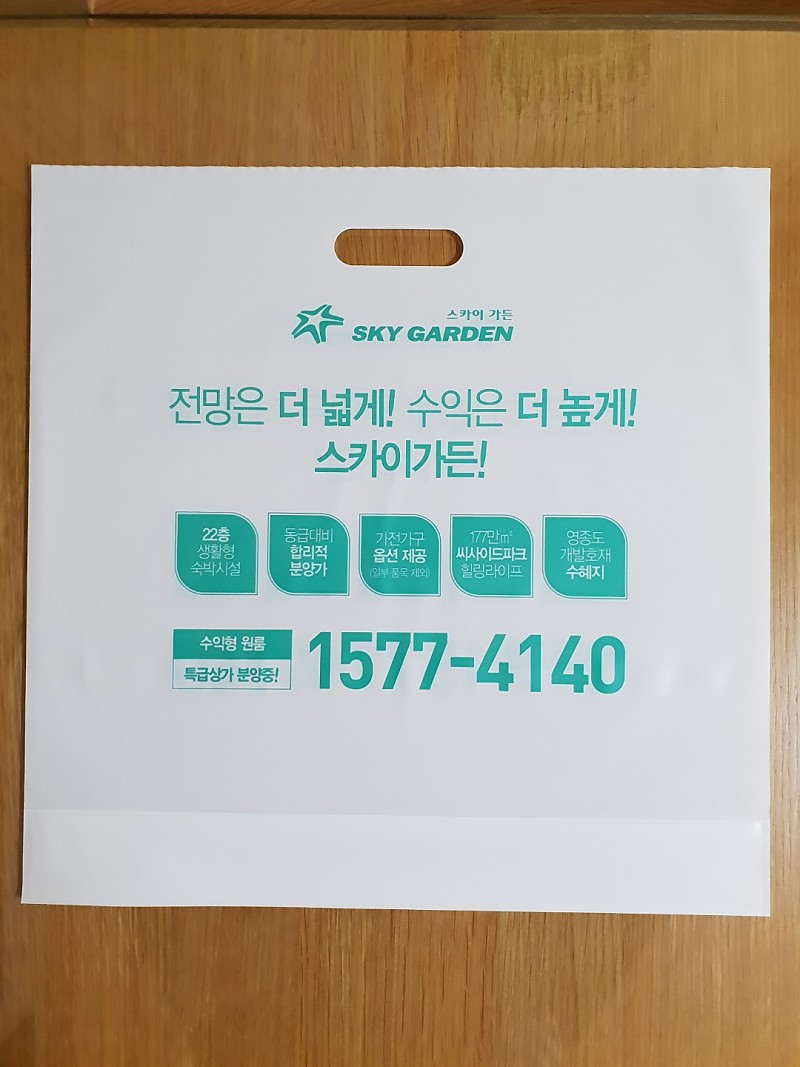 스카이 가든
SKY GARDEN
전망은 더 넓게! 수익은 더 높게!
스카이가든!
22층
생활형
숙박시설
동급대비
합리적
분양가
가전가구
옵션 제공
(일부 품목 제외)
177만㎡
씨사이드파크
힐링라이프
영종도
개발호재
수혜지
수익형 원룸
특급상가 분양중!
1577-4140